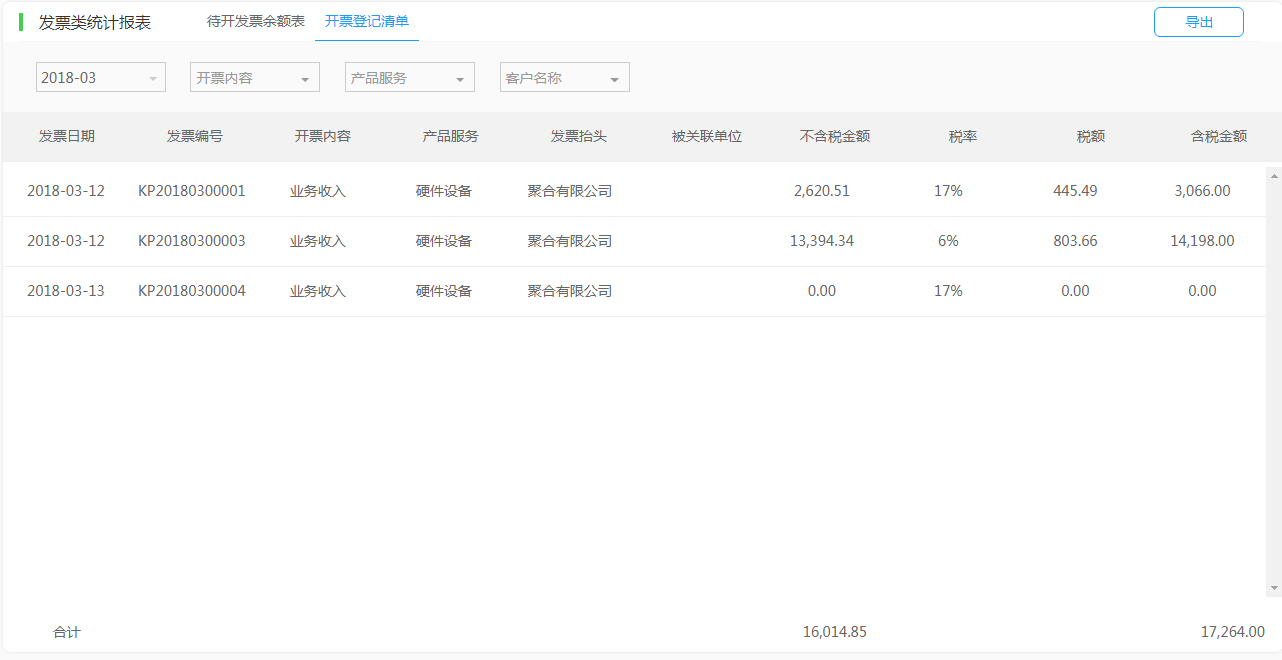 发票类统计报表 待开发票余额表 开票登记清单 导出
2018-03 开票内容 产品服务 客户名称
发票日期 发票编号 开票内容 产品服务 发票抬头 被关联单位 不含税金额 税率 税额 含税金额
2018-03-12 KP20180300001 业务收入 硬件设备 聚合有限公司 2,620.51 17% 445.49 3,066.00
2018-03-12 KP20180300003 业务收入 硬件设备 聚合有限公司 13,394.34 6% 803.66 14,198.00
2018-03-13 KP20180300004 业务收入 硬件设备 聚合有限公司 0.00 17% 0.00 0.00
合计 16,014.85 17,264.00